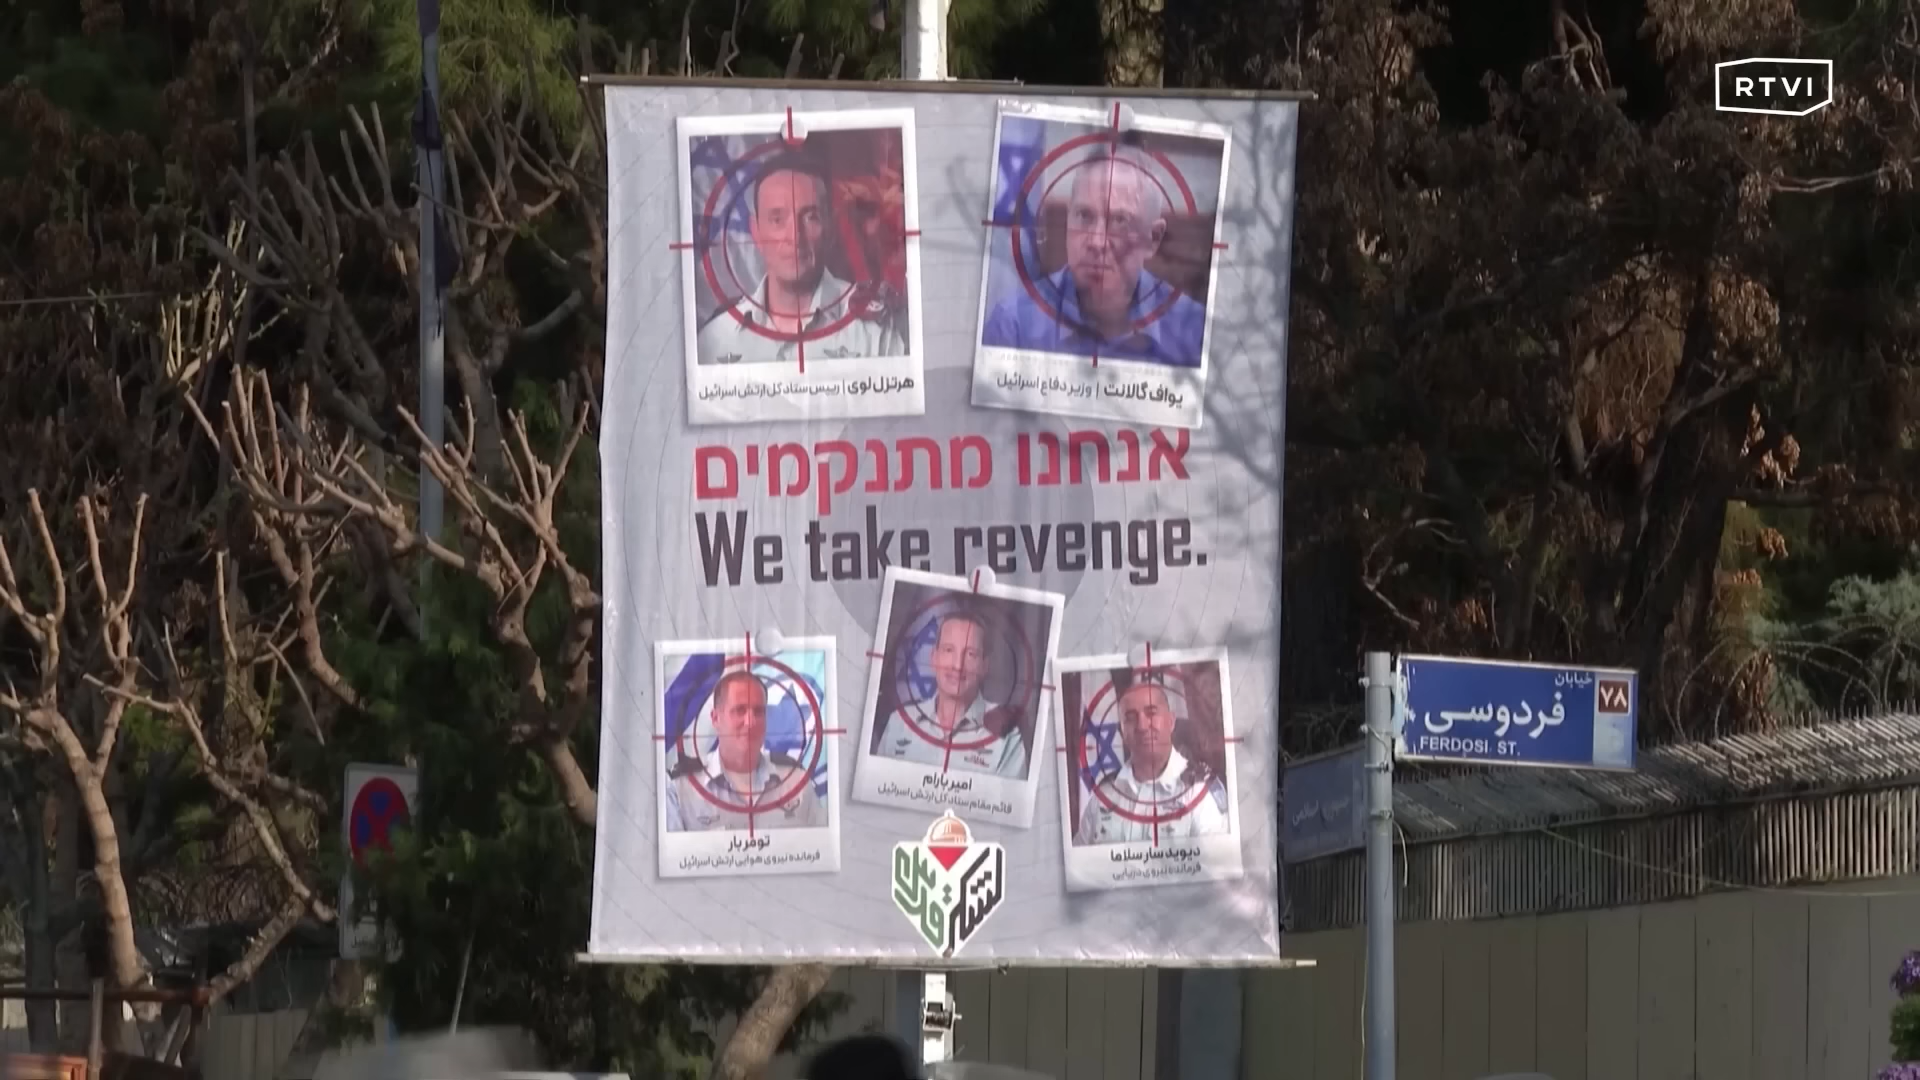 RTVI
هرتزل لوی | رییس ستاد کل ارتش اسرائیل
یواف گالانت | وزیر دفاع اسرائیل
אנחנו מתנקמים
We take revenge.
امیر بارام
قائم مقام ستاد کل ارتش اسرائیل
تومر بار
فرمانده نیروی هوایی ارتش اسرائیل
دیوید سار سلاما
فرمانده نیروی دریایی
لشکر قدس
خیابان
فردوسی
۷۸
FERDOSI ST.